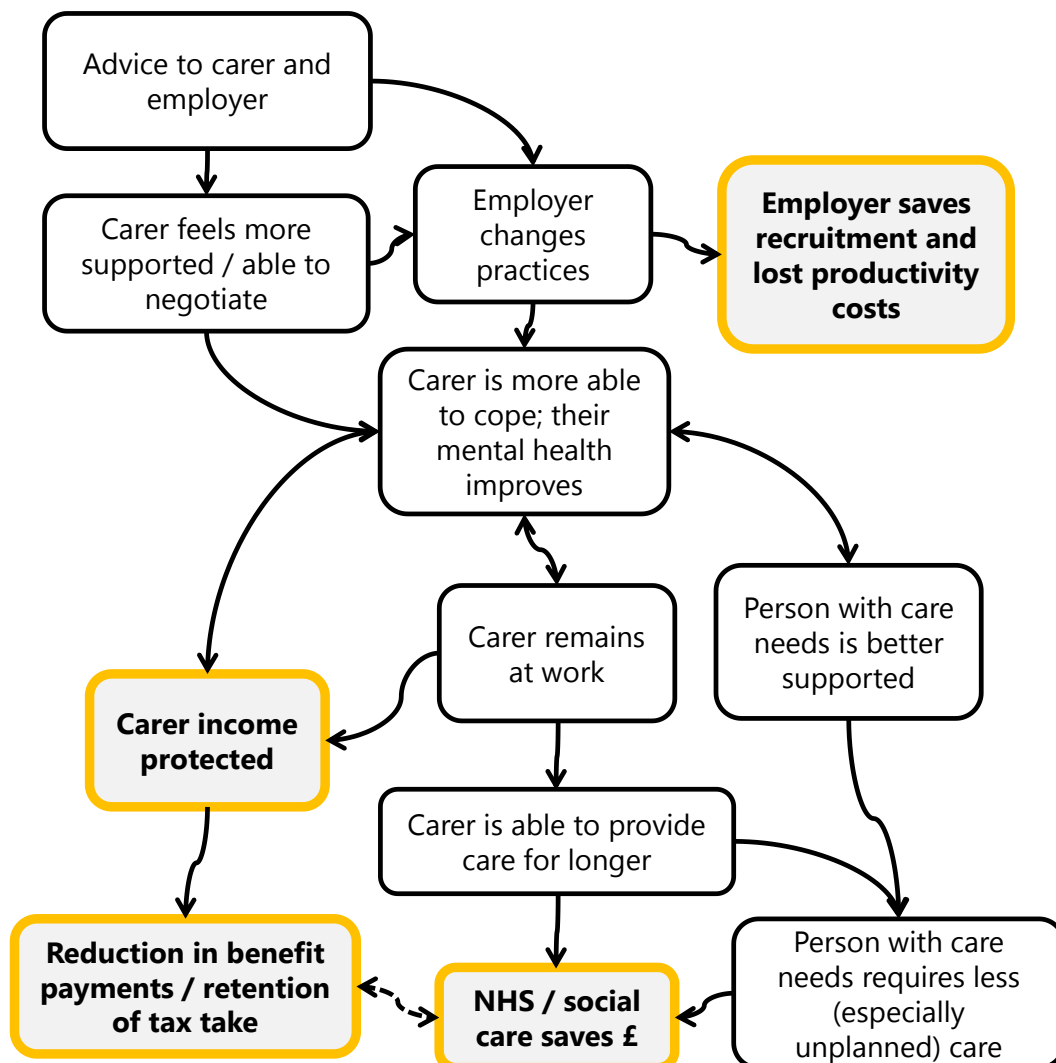 Advice to carer and
employer
Carer feels more
supported / able to
negotiate
Employer
changes
practices
Employer saves
recruitment and
lost productivity
costs
Carer is more able
to cope; their
mental health
improves
Carer remains
at work
Person with care
needs is better
supported
Carer income
protected
Carer is able to provide
care for longer
Reduction in benefit
payments / retention
of tax take
NHS / social
care saves £
Person with care
needs requires less
(especially
unplanned) care